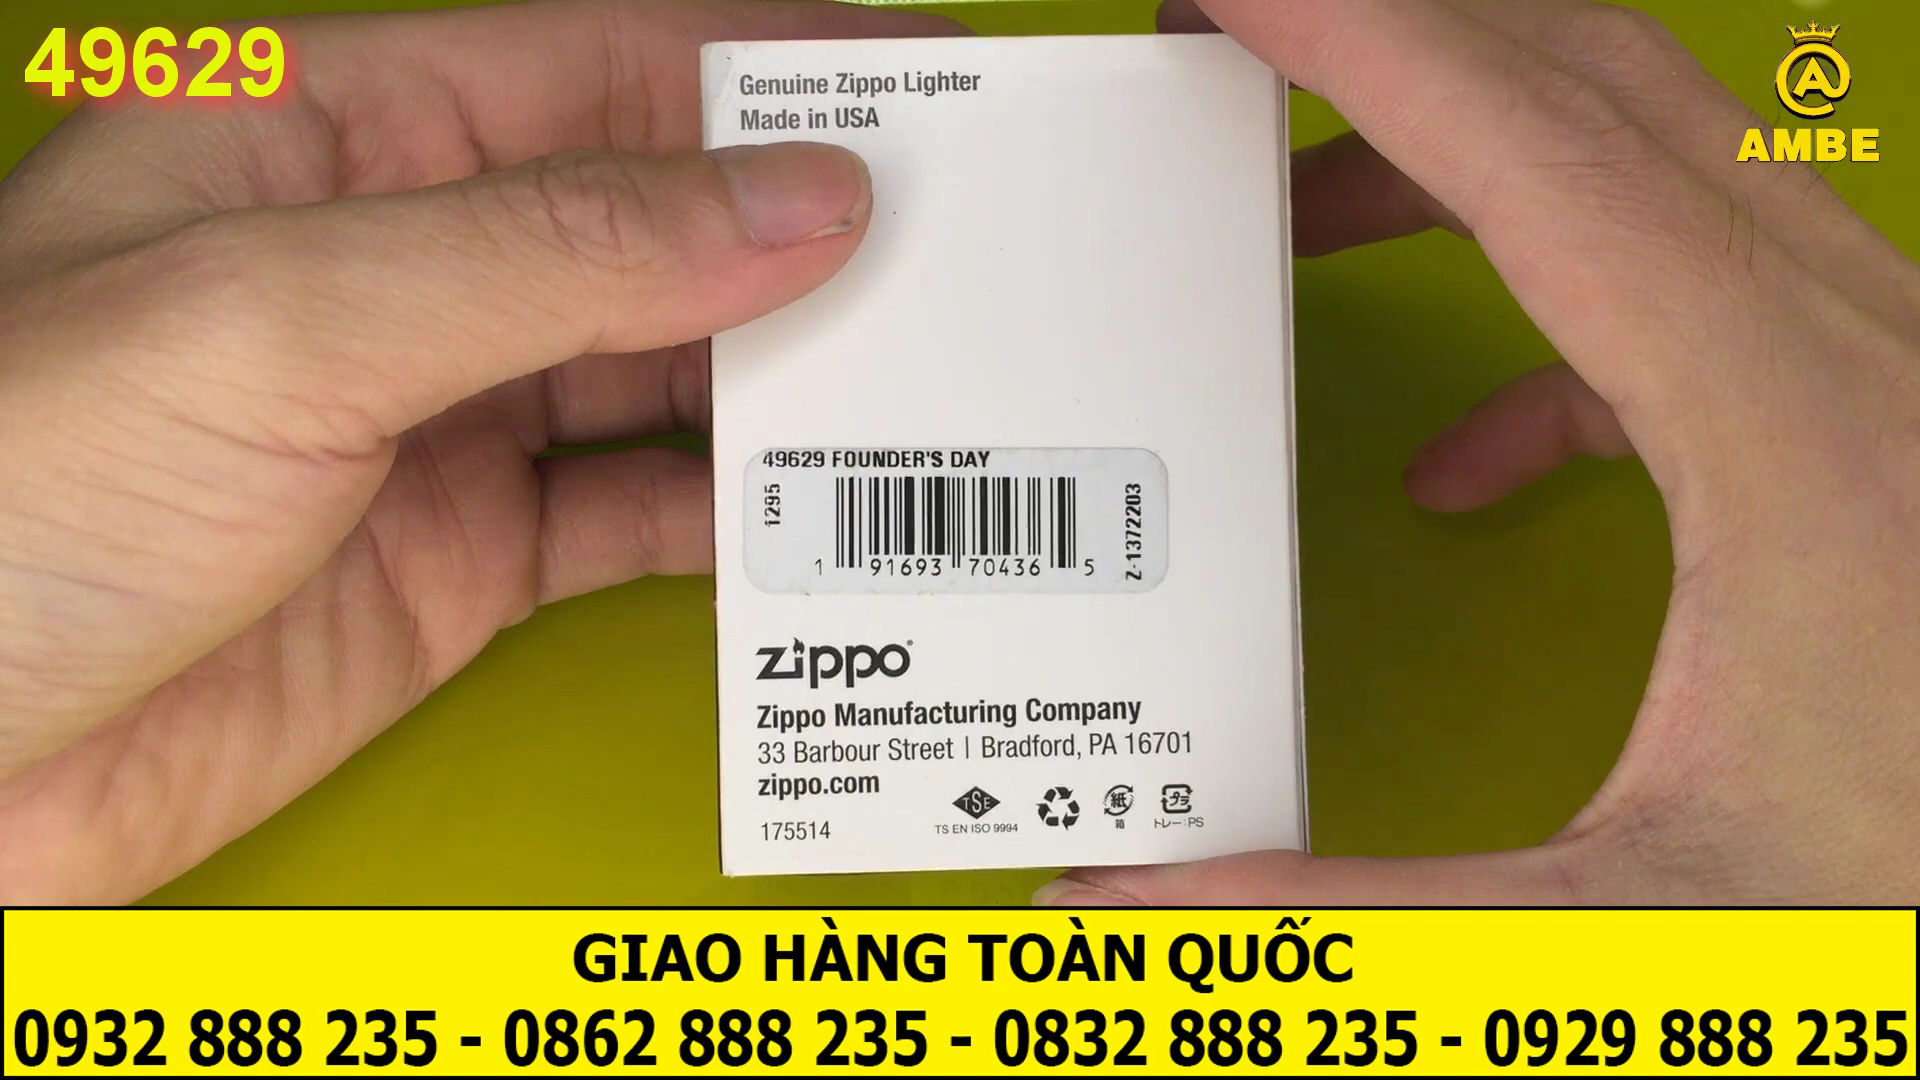 49629
AMBE
Genuine Zippo Lighter
Made in USA
49629 FOUNDER'S DAY
1295
1 91693 70436 5
Z-1372203
zippo®
Zippo Manufacturing Company
33 Barbour Street | Bradford, PA 16701
zippo.com
175514
TSE
TS EN ISO 9994
紙
箱
プラ
トレー:PS
GIAO HÀNG TOÀN QUỐC
0932 888 235 - 0862 888 235 - 0832 888 235 - 0929 888 235